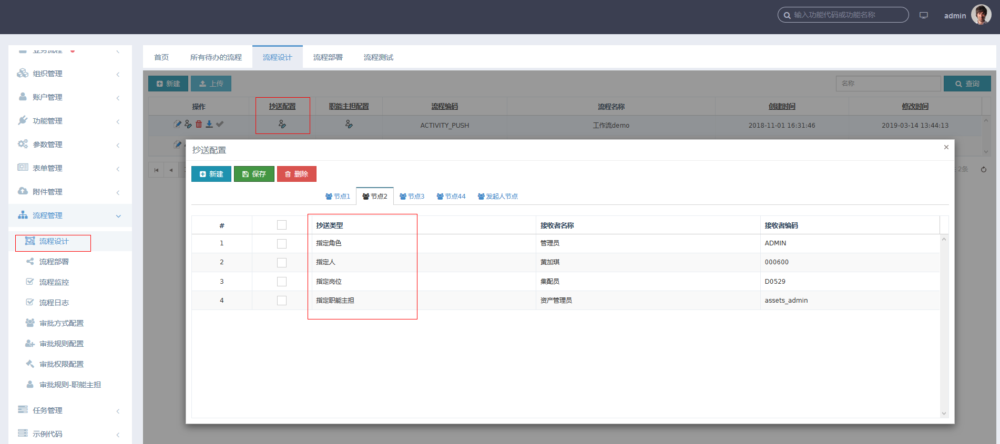 输入功能代码或功能名称
admin
业务流程
组织管理
账户管理
功能管理
参数管理
表单管理
附件管理
流程管理
流程设计
流程部署
流程监控
流程日志
审批方式配置
审批规则配置
审批权限配置
审批规则-职能主担
任务管理
示例代码
首页 所有待办的流程 流程设计 流程部署 流程测试
新建 上传 名称 查询
操作 抄送配置 职能主担配置 流程编码 流程名称 创建时间 修改时间
ACTIVITY_PUSH 工作流demo 2018-11-01 16:31:46 2019-03-14 13:44:13
2条
抄送配置 ×
新建 保存 删除
节点1 节点2 节点3 节点44 发起人节点
# 抄送类型 接收者名称 接收者编码
1 指定角色 管理员 ADMIN
2 指定人 黄加琪 000600
3 指定岗位 集配员 D0529
4 指定职能主担 资产管理员 assets_admin